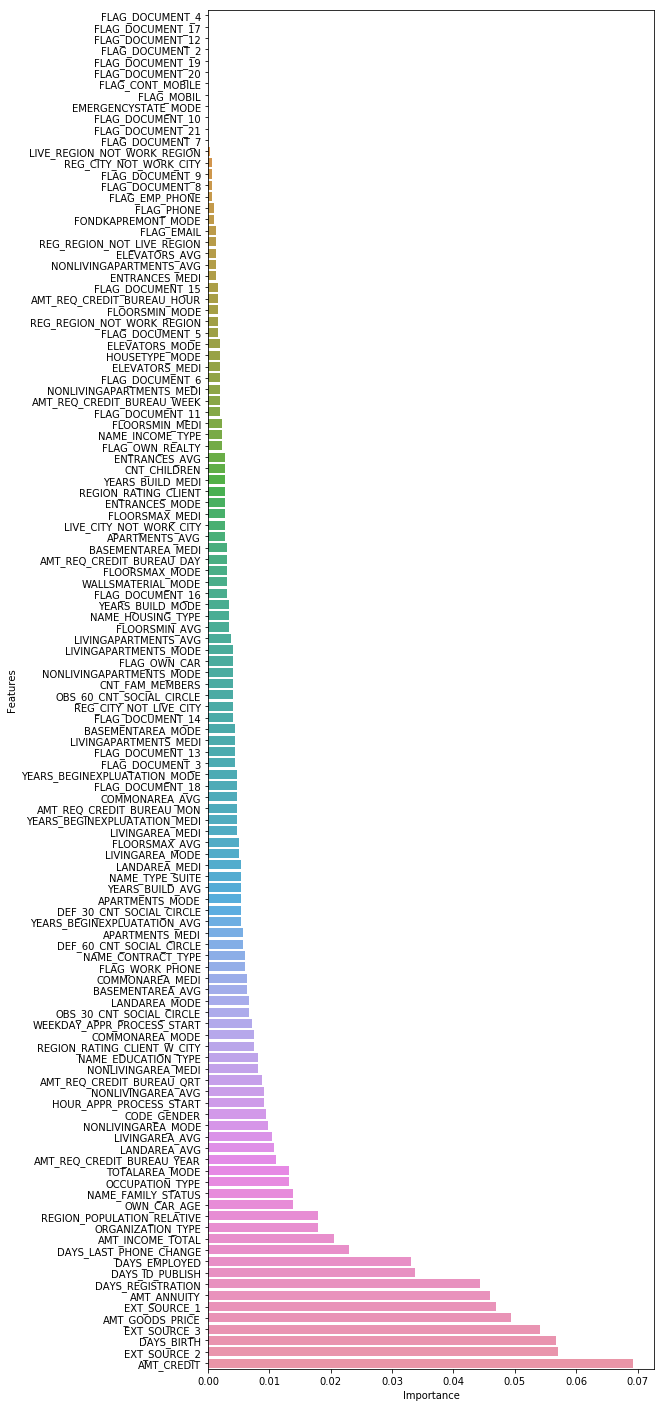 FLAG_DOCUMENT_4
FLAG_DOCUMENT_17
FLAG_DOCUMENT_12
FLAG_DOCUMENT_2
FLAG_DOCUMENT_19
FLAG_DOCUMENT_20
FLAG_CONT_MOBILE
FLAG_MOBIL
EMERGENCYSTATE_MODE
FLAG_DOCUMENT_10
FLAG_DOCUMENT_21
FLAG_DOCUMENT_7
LIVE_REGION_NOT_WORK_REGION
REG_CITY_NOT_WORK_CITY
FLAG_DOCUMENT_9
FLAG_DOCUMENT_8
FLAG_EMP_PHONE
FLAG_PHONE
FONDKAPREMONT_MODE
FLAG_EMAIL
REG_REGION_NOT_LIVE_REGION
ELEVATORS_AVG
NONLIVINGAPARTMENTS_AVG
ENTRANCES_MEDI
FLAG_DOCUMENT_15
AMT_REQ_CREDIT_BUREAU_HOUR
FLOORSMIN_MODE
REG_REGION_NOT_WORK_REGION
FLAG_DOCUMENT_5
ELEVATORS_MODE
HOUSETYPE_MODE
ELEVATORS_MEDI
FLAG_DOCUMENT_6
NONLIVINGAPARTMENTS_MEDI
AMT_REQ_CREDIT_BUREAU_WEEK
FLAG_DOCUMENT_11
FLOORSMIN_MEDI
NAME_INCOME_TYPE
FLAG_OWN_REALTY
ENTRANCES_AVG
CNT_CHILDREN
YEARS_BUILD_MEDI
REGION_RATING_CLIENT
ENTRANCES_MODE
FLOORSMAX_MEDI
LIVE_CITY_NOT_WORK_CITY
APARTMENTS_AVG
BASEMENTAREA_MEDI
AMT_REQ_CREDIT_BUREAU_DAY
FLOORSMAX_MODE
WALLSMATERIAL_MODE
FLAG_DOCUMENT_16
YEARS_BUILD_MODE
NAME_HOUSING_TYPE
FLOORSMIN_AVG
LIVINGAPARTMENTS_AVG
LIVINGAPARTMENTS_MODE
FLAG_OWN_CAR
NONLIVINGAPARTMENTS_MODE
CNT_FAM_MEMBERS
OBS_60_CNT_SOCIAL_CIRCLE
REG_CITY_NOT_LIVE_CITY
FLAG_DOCUMENT_14
BASEMENTAREA_MODE
LIVINGAPARTMENTS_MEDI
FLAG_DOCUMENT_13
FLAG_DOCUMENT_3
YEARS_BEGINEXPLUATATION_MODE
FLAG_DOCUMENT_18
COMMONAREA_AVG
AMT_REQ_CREDIT_BUREAU_MON
YEARS_BEGINEXPLUATATION_MEDI
LIVINGAREA_MEDI
FLOORSMAX_AVG
LIVINGAREA_MODE
LANDAREA_MEDI
NAME_TYPE_SUITE
YEARS_BUILD_AVG
APARTMENTS_MODE
DEF_30_CNT_SOCIAL_CIRCLE
YEARS_BEGINEXPLUATATION_AVG
APARTMENTS_MEDI
DEF_60_CNT_SOCIAL_CIRCLE
NAME_CONTRACT_TYPE
FLAG_WORK_PHONE
COMMONAREA_MEDI
BASEMENTAREA_AVG
LANDAREA_MODE
OBS_30_CNT_SOCIAL_CIRCLE
WEEKDAY_APPR_PROCESS_START
COMMONAREA_MODE
REGION_RATING_CLIENT_W_CITY
NAME_EDUCATION_TYPE
NONLIVINGAREA_MEDI
AMT_REQ_CREDIT_BUREAU_QRT
NONLIVINGAREA_AVG
HOUR_APPR_PROCESS_START
CODE_GENDER
NONLIVINGAREA_MODE
LIVINGAREA_AVG
LANDAREA_AVG
AMT_REQ_CREDIT_BUREAU_YEAR
TOTALAREA_MODE
OCCUPATION_TYPE
NAME_FAMILY_STATUS
OWN_CAR_AGE
REGION_POPULATION_RELATIVE
ORGANIZATION_TYPE
AMT_INCOME_TOTAL
DAYS_LAST_PHONE_CHANGE
DAYS_EMPLOYED
DAYS_ID_PUBLISH
DAYS_REGISTRATION
AMT_ANNUITY
EXT_SOURCE_1
AMT_GOODS_PRICE
EXT_SOURCE_3
DAYS_BIRTH
EXT_SOURCE_2
AMT_CREDIT
Features
0.00 0.01 0.02 0.03 0.04 0.05 0.06 0.07
Importance